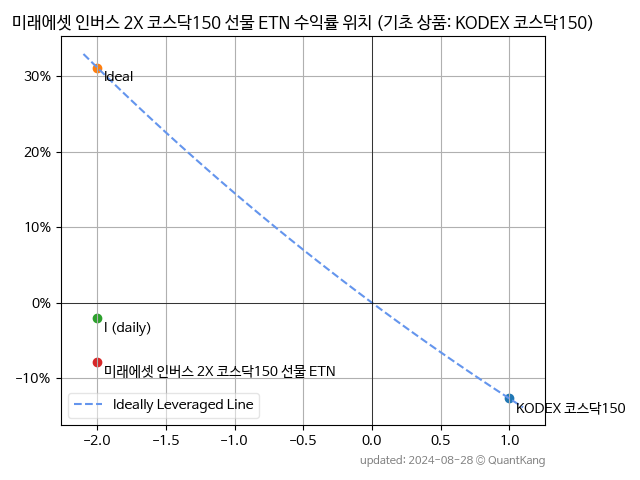 미래에셋 인버스 2X 코스닥150 선물 ETN 수익률 위치 (기초 상품: KODEX 코스닥150)
30%
20%
10%
0%
−10%
Ideal
I (daily)
미래에셋 인버스 2X 코스닥150 선물 ETN
KODEX 코스닥150
Ideally Leveraged Line
−2.0 −1.5 −1.0 −0.5 0.0 0.5 1.0
updated: 2024-08-28 © QuantKang